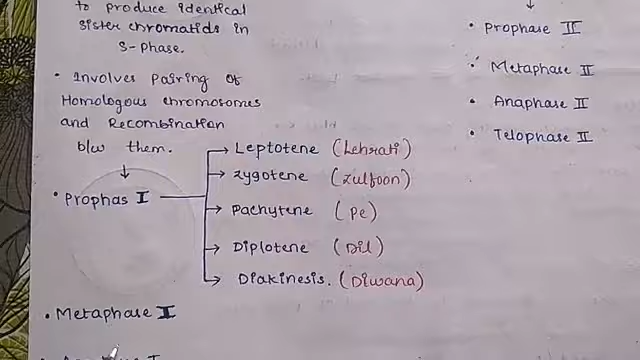 to produce identical
sister chromatids in
S-Phase.
• Involves Pairing of
Homologous chromosomes
and Recombination
b/w them.
• Prophas I
→ Leptotene (Lehrati)
→ Zygotene (Zulfoon)
→ Pachytene (Pe)
→ Diplotene (Dil)
→ Diakinesis. (Diwana)
• Metaphase I
• Prophase II
• Metaphase II
• Anaphase II
• Telophase II